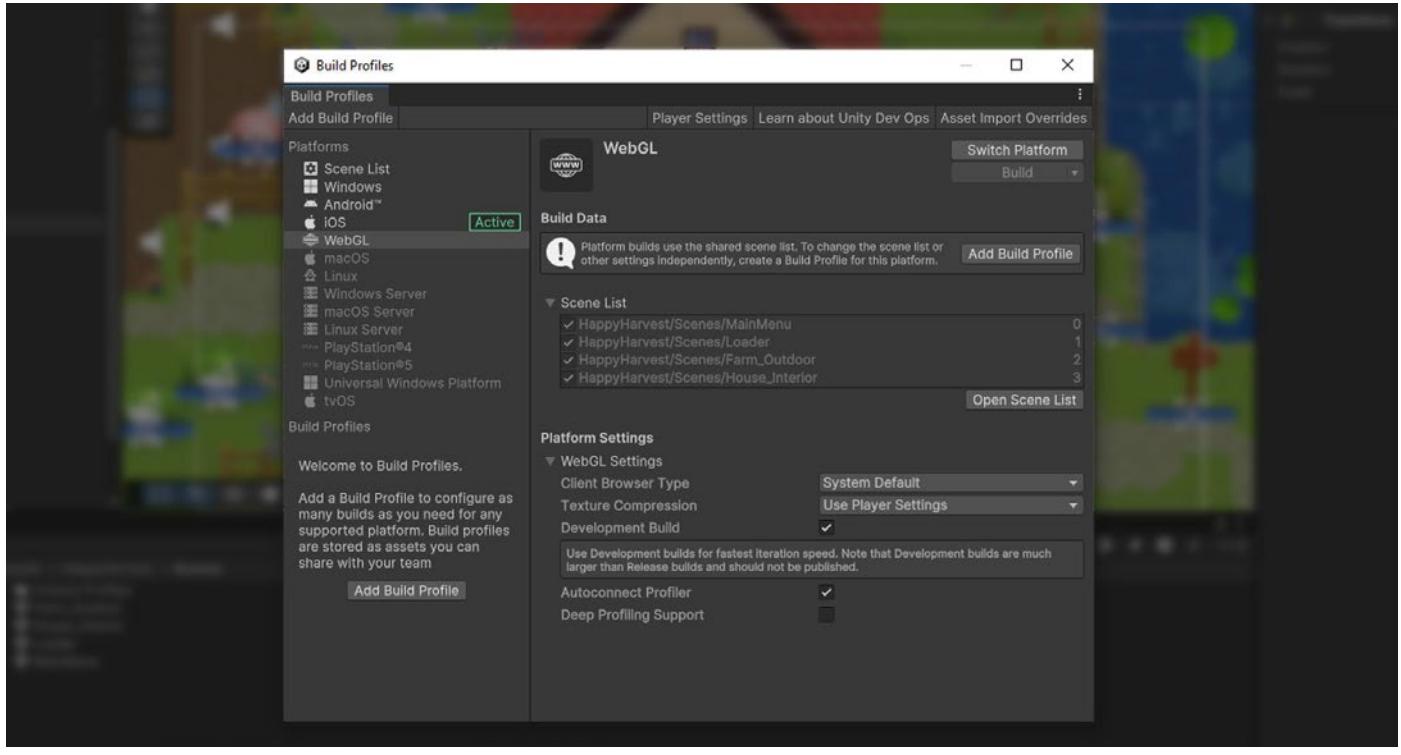 Build Profiles
Build Profiles
Add Build Profile
Player Settings
Learn about Unity Dev Ops
Asset Import Overrides
Platforms
Scene List
Windows
Android™
iOS
Active
WebGL
macOS
Linux
Windows Server
macOS Server
Linux Server
PlayStation®4
PlayStation®5
Universal Windows Platform
tvOS
Build Profiles
Welcome to Build Profiles.
Add a Build Profile to configure as
many builds as you need for any
supported platform. Build profiles
are stored as assets you can
share with your team
Add Build Profile
WWW
WebGL
Switch Platform
Build
Build Data
Platform builds use the shared scene list. To change the scene list or
other settings independently, create a Build Profile for this platform.
Add Build Profile
Scene List
HappyHarvest/Scenes/MainMenu 0
HappyHarvest/Scenes/Loader 1
HappyHarvest/Scenes/Farm_Outdoor 2
HappyHarvest/Scenes/House_Interior 3
Open Scene List
Platform Settings
WebGL Settings
Client Browser Type System Default
Texture Compression Use Player Settings
Development Build
Use Development builds for fastest iteration speed. Note that Development builds are much
larger than Release builds and should not be published.
Autoconnect Profiler
Deep Profiling Support